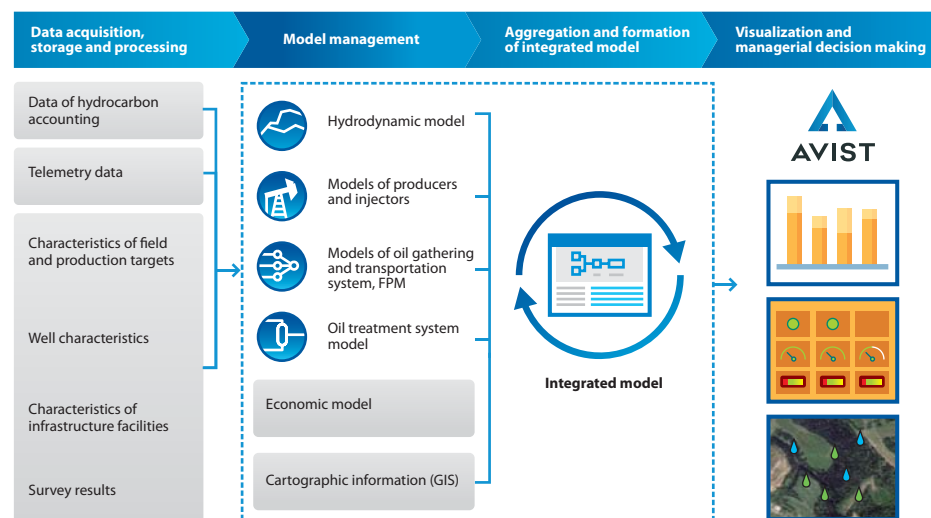 Data acquisition,
storage and processing
Model management
Aggregation and formation
of integrated model
Visualization and
managerial decision making
Data of hydrocarbon
accounting
Telemetry data
Characteristics of field
and production targets
Well characteristics
Characteristics of
infrastructure facilities
Survey results
Hydrodynamic model
Models of producers
and injectors
Models of oil gathering
and transportation
system, FPM
Oil treatment system
model
Economic model
Cartographic information (GIS)
Integrated model
AVIST